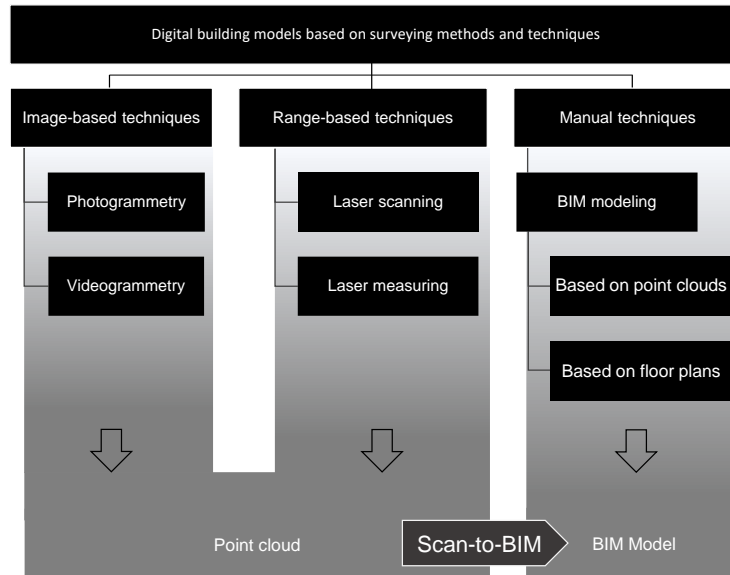 Digital building models based on surveying methods and techniques
Image-based techniques
Range-based techniques
Manual techniques
Photogrammetry
Laser scanning
BIM modeling
Videogrammetry
Laser measuring
Based on point clouds
Based on floor plans
Point cloud
Scan-to-BIM
BIM Model